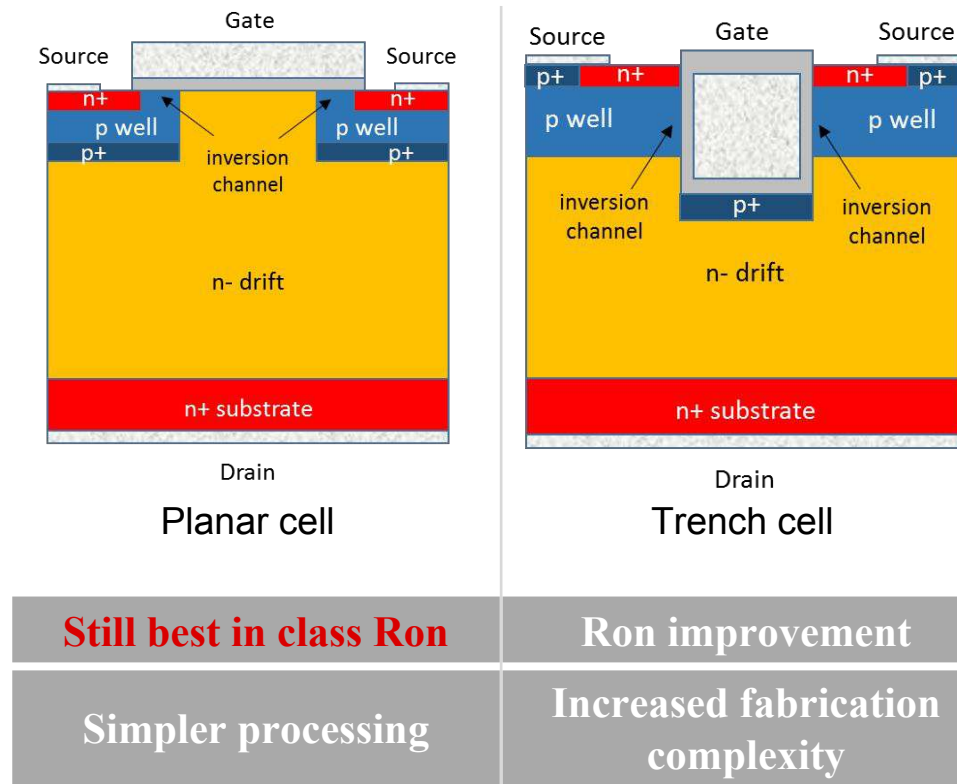 Gate
Source
Source
n+
n+
p well
p well
p+
p+
inversion
channel
n- drift
n+ substrate
Drain
Planar cell
Gate
Source
Source
p+
n+
n+
p+
p well
p well
inversion
channel
p+
inversion
channel
n- drift
n+ substrate
Drain
Trench cell
Still best in class Ron
Ron improvement
Simpler processing
Increased fabrication
complexity